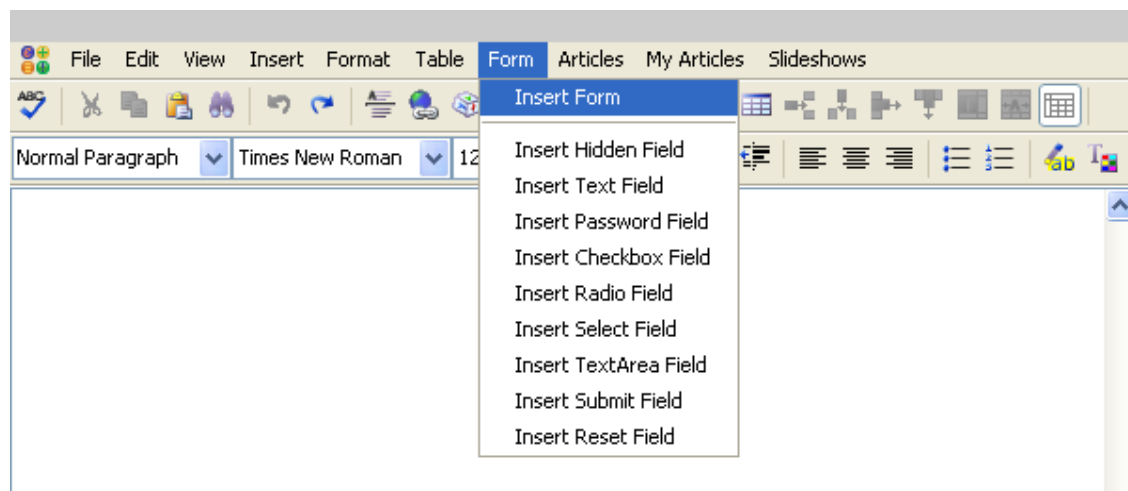 File Edit View Insert Format Table Form Articles My Articles Slideshows
Insert Form
ABC
Normal Paragraph Times New Roman 12
ab T
Insert Hidden Field
Insert Text Field
Insert Password Field
Insert Checkbox Field
Insert Radio Field
Insert Select Field
Insert TextArea Field
Insert Submit Field
Insert Reset Field